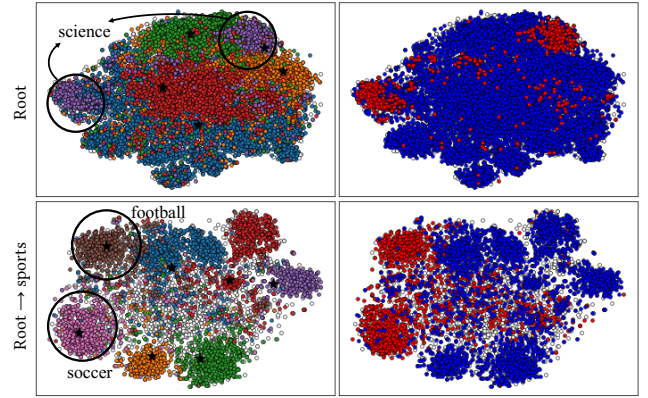 science
Root
football
Root → sports
soccer